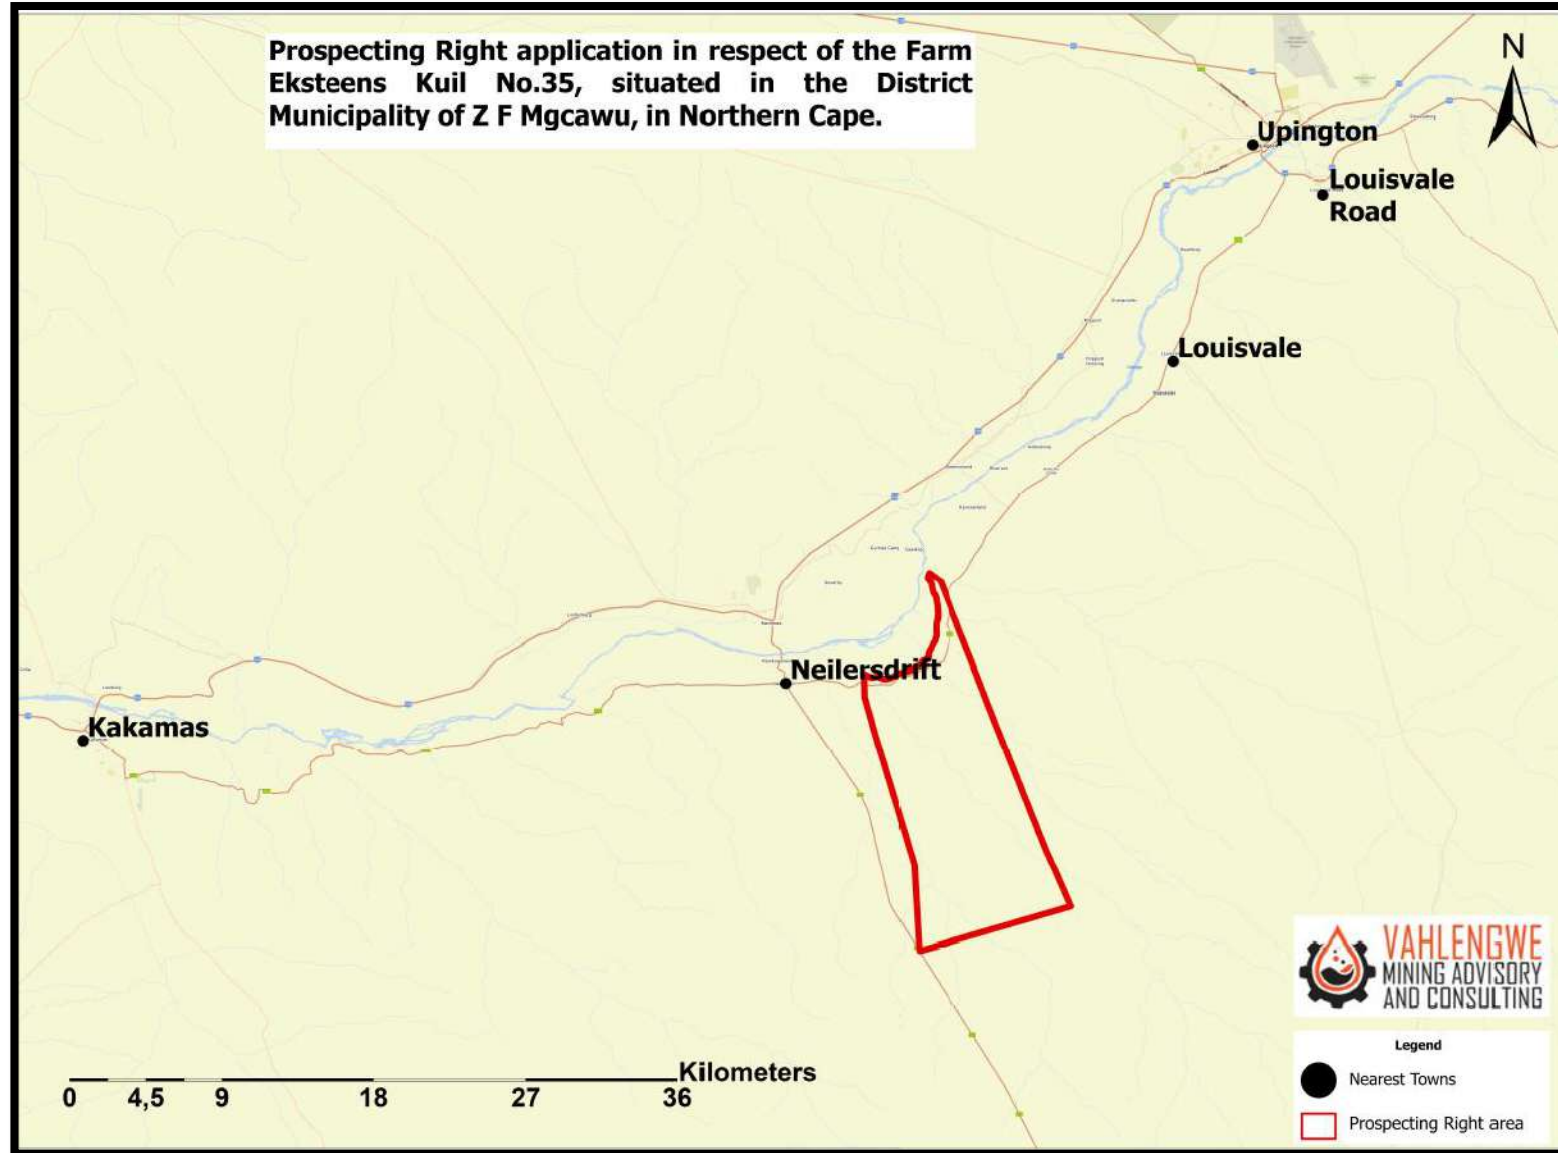 Prospecting Right application in respect of the Farm
Eksteens Kuil No.35, situated in the District
Municipality of Z F Mgcawu, in Northern Cape.
N
Upington
Louisvale
Road
Louisvale
Neilersdrift
Kakamas
VAHLENGWE
MINING ADVISORY
AND CONSULTING
Kilometers
0 4,5 9 18 27 36
Legend
Nearest Towns
Prospecting Right area